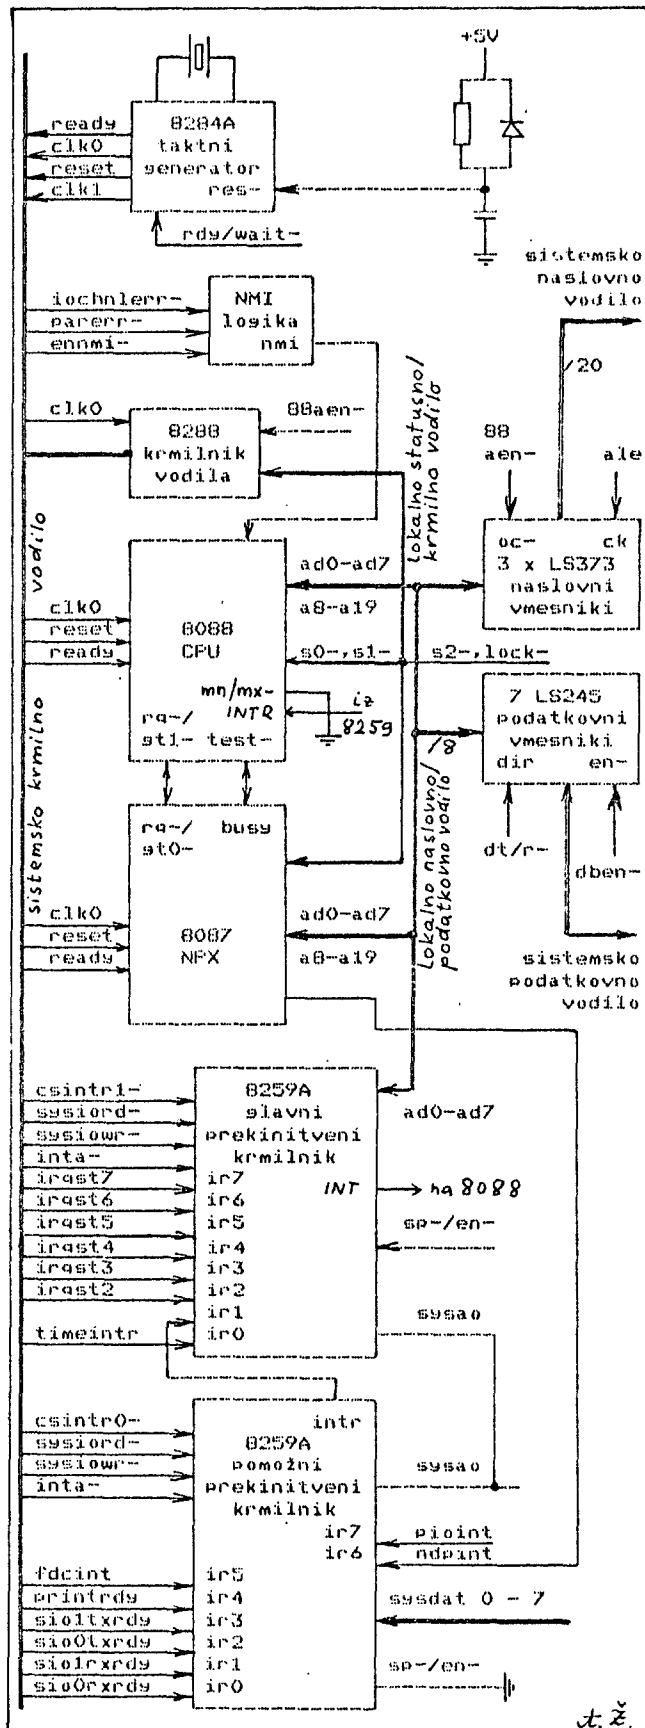 +5V
8284A
taktni
generator
res-
ready
clk0
reset
clk1
rdy/wait-
sistemsko
naslovno
vodilo
/20
iochnlerr-
parerr-
ennmi-
NMI
logika
nmi
clk0
88aen-
8288
krmilnik
vodila
lokalno statusno/
krmilno vodilo
88
aen-
ale
oc- ck
3 x LS373
naslovni
vmesniki
sistemsko krmilno vodilo
ad0-ad7
a8-a19
clk0
reset
ready
8088
CPU
s0-,s1-
s2-,lock-
mn/mx-
INTR
iz
8259
rq-/
gt1- test-
7 LS245
podatkovni
vmesniki
dir en-
/8
dt/r-
dben-
rq-/ busy
gt0-
lokalno naslovno/
podatkovno vodilo
clk0
reset
ready
8087
NPX
ad0-ad7
a8-a19
sistemsko
podatkovno
vodilo
csintr1-
sysiord-
sysiowr-
inta-
irqst7
irqst6
irqst5
irqst4
irqst3
irqst2
timeintr
8259A
glavni
prekinitveni
krmilnik
ir7
ir6
ir5
ir4
ir3
ir2
ir1
ir0
INT
ad0-ad7
na 8088
sp-/en-
sysao
csintr0-
sysiord-
sysiowr-
inta-
intr
8259A
pomožni
prekinitveni
krmilnik
sysao
ir7
ir6
pioint
ndpint
fdcint
printrdy
sio1txrdy
sio0txrdy
sio1rxrdy
sio0rxrdy
ir5
ir4
ir3
ir2
ir1
ir0
sysdat 0 - 7
sp-/en-
t.ž.